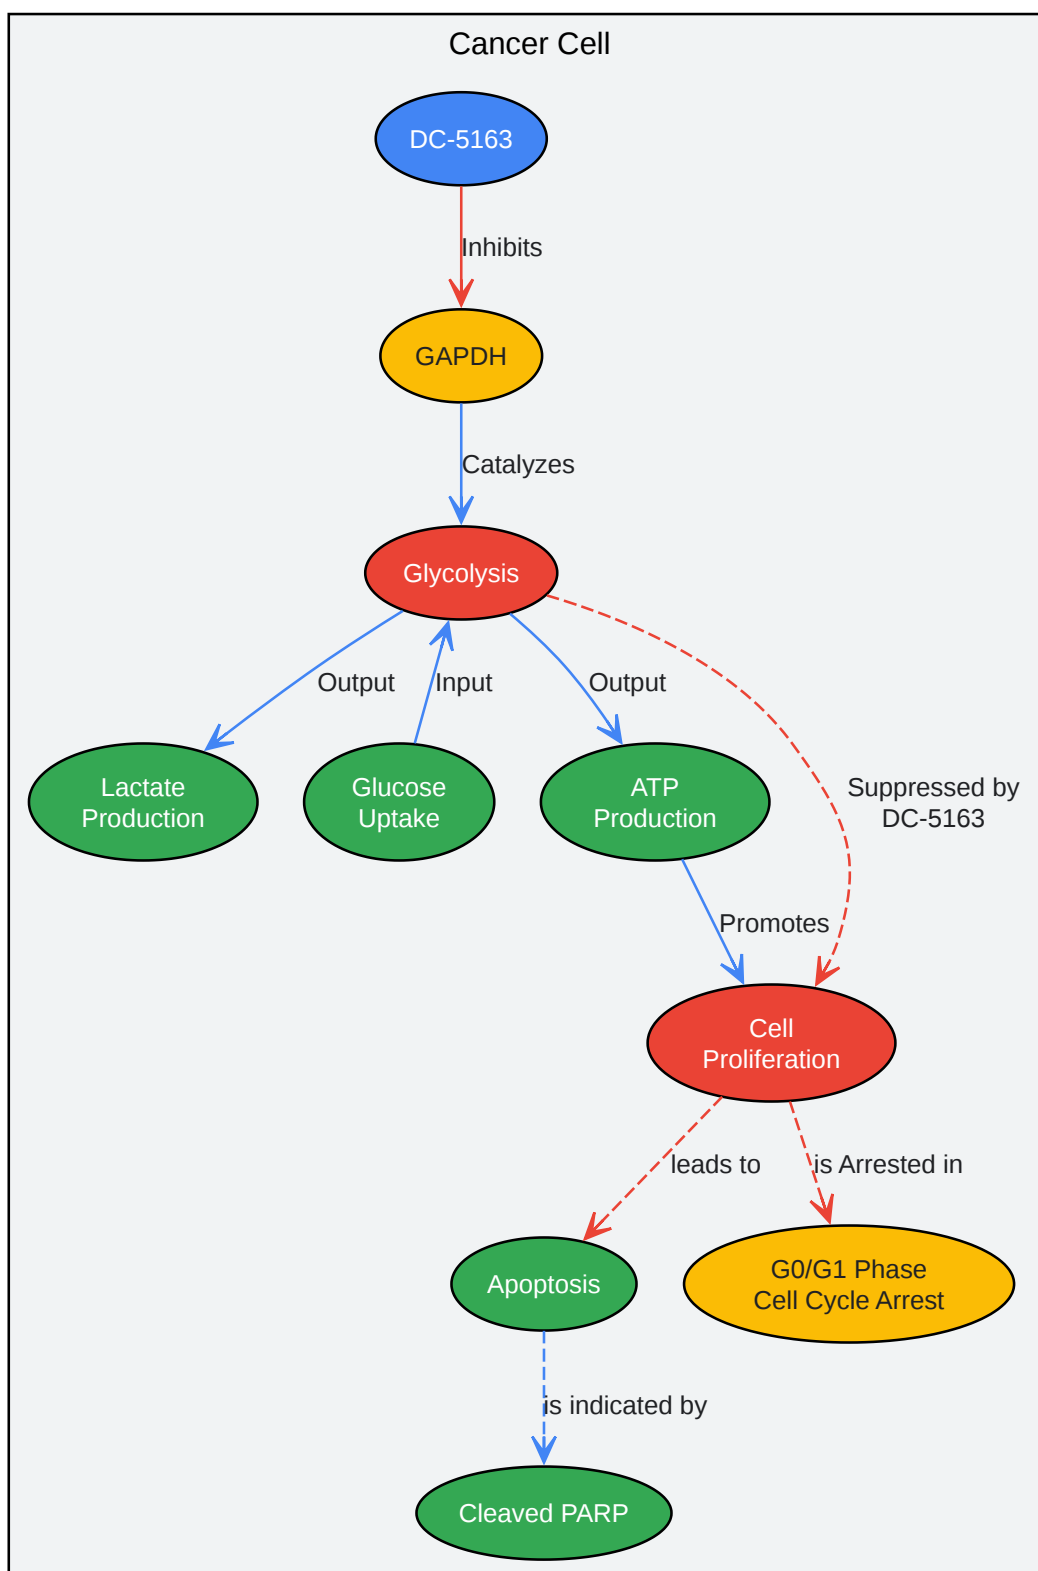 Cancer Cell
DC-5163
Inhibits
GAPDH
Catalyzes
Glycolysis
Output
Input
Output
Lactate
Production
Glucose
Uptake
ATP
Production
Suppressed by
DC-5163
Promotes
Cell
Proliferation
leads to
is Arrested in
Apoptosis
G0/G1 Phase
Cell Cycle Arrest
is indicated by
Cleaved PARP